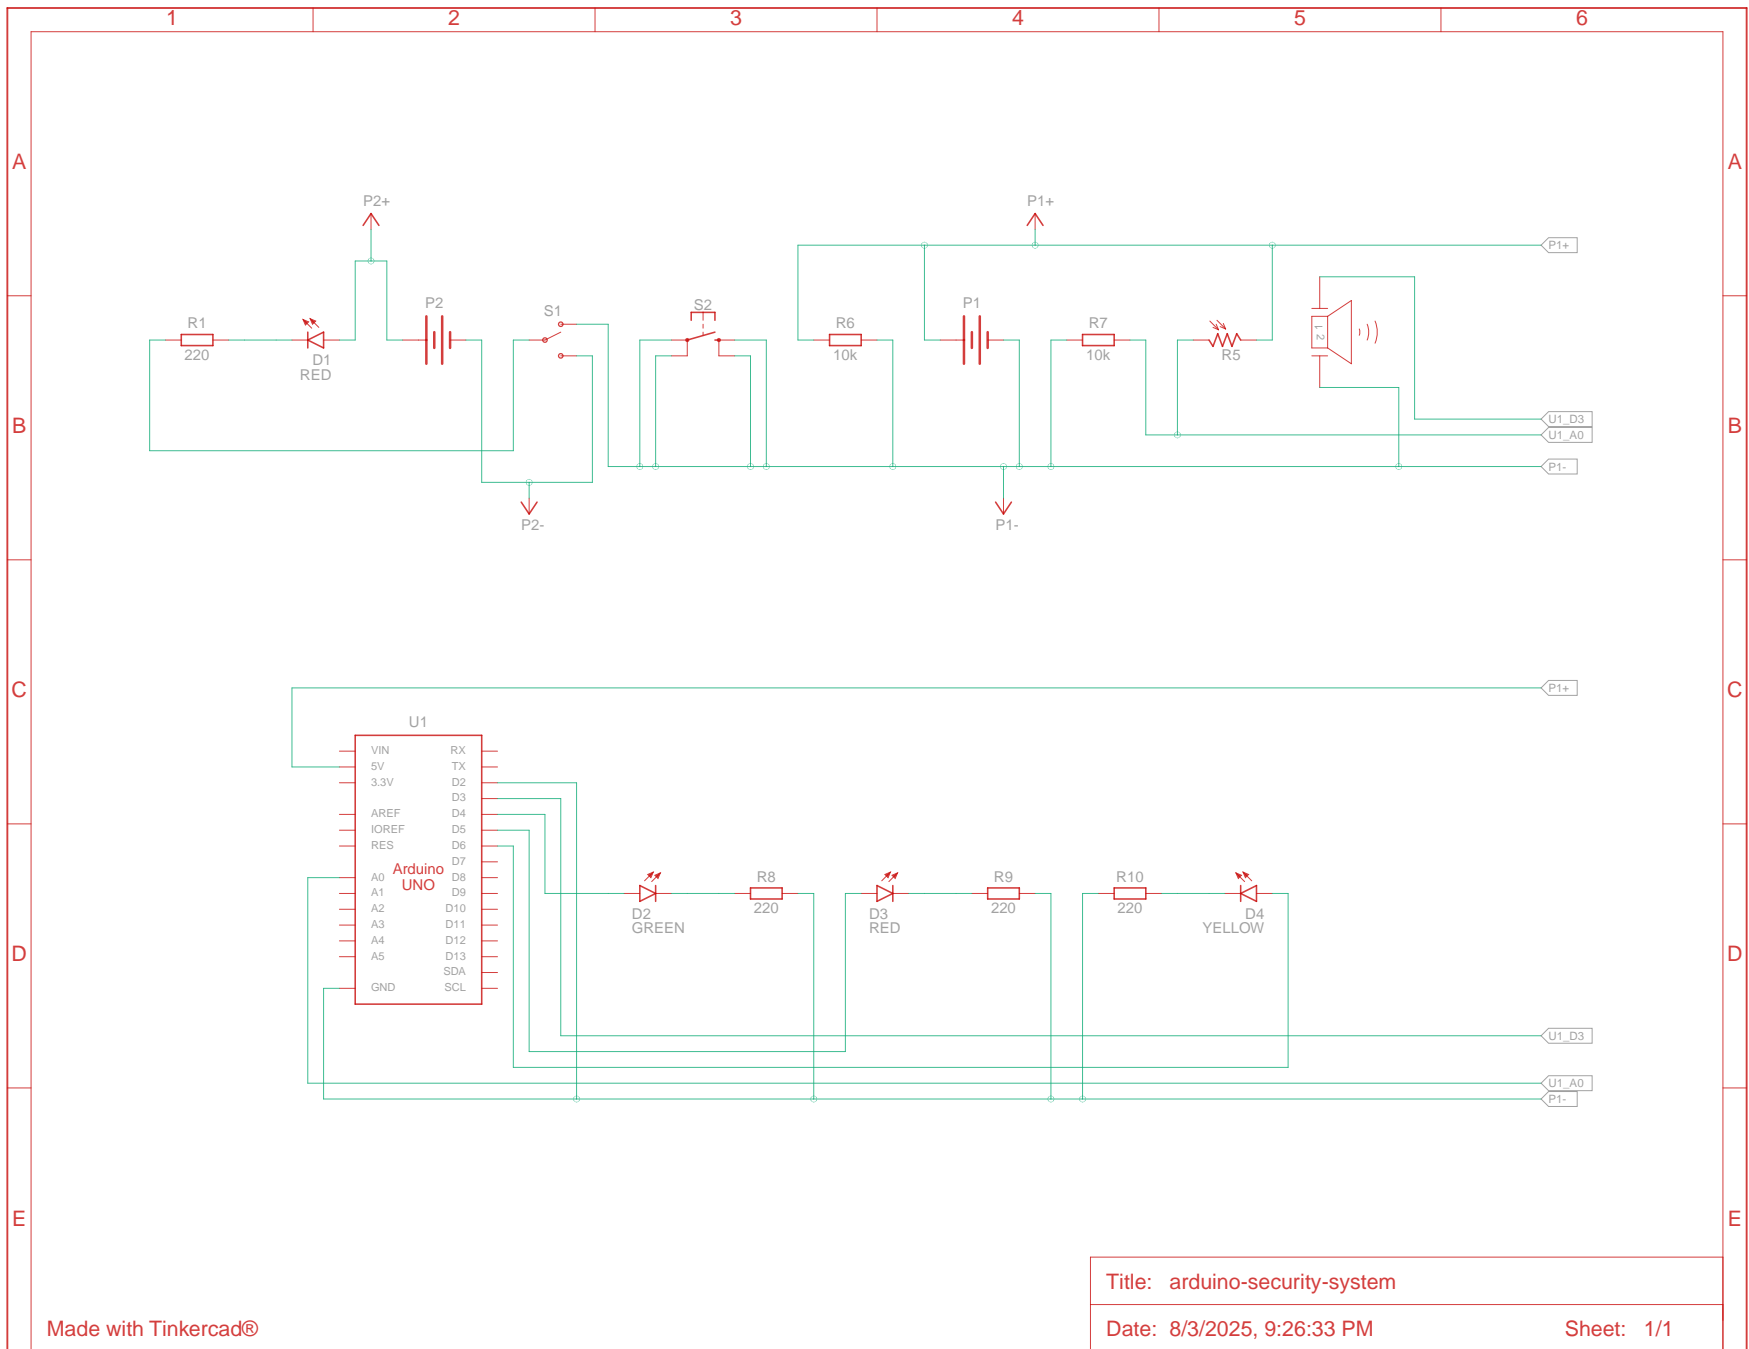 1 2 3 4 5 6
A A
P2+ P1+
P1+
P2 S1 S2 P1
R1 R6 R7
220 D1 10k 10k R5
RED
1 2
U1_D3
B B
U1_A0
P1-
P2- P1-
C C
P1+
U1
VIN RX
5V TX
3.3V D2
D3
AREF D4
IOREF D5
RES D6
D7
Arduino
UNO
A0 D8
A1 D9
A2 D10
A3 D11
A4 D12
A5 D13
SDA
GND SCL
R8 R9 R10
220 220 220
D2 D3 D4
GREEN RED YELLOW
D D
U1_D3
U1_A0
P1-
E E
Title: arduino-security-system
Made with Tinkercad®
Date: 8/3/2025, 9:26:33 PM Sheet: 1/1